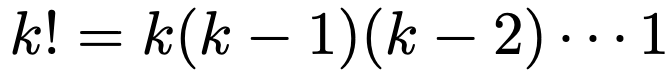 k! = k(k − 1)(k − 2) ⋯ 1